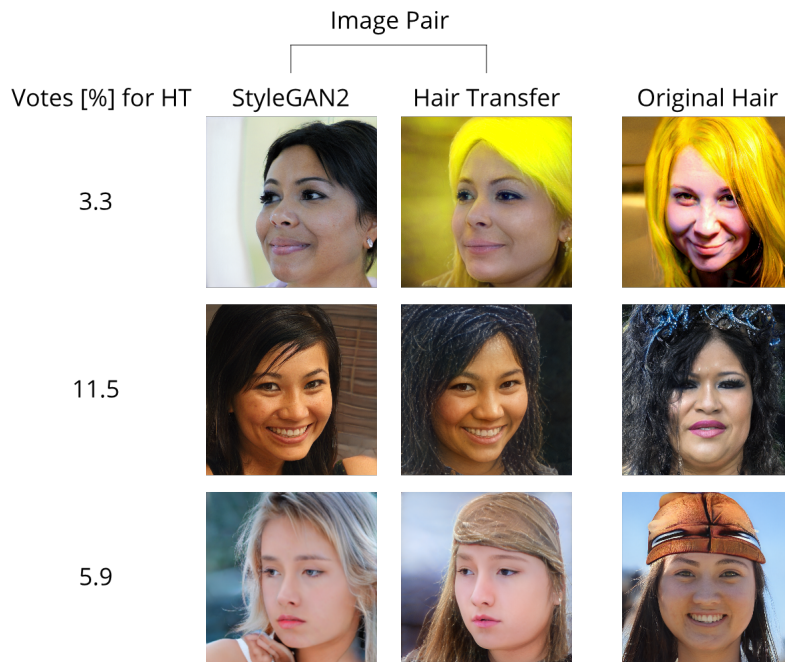 Image Pair
Votes [%] for HT StyleGAN2 Hair Transfer Original Hair
3.3
11.5
5.9